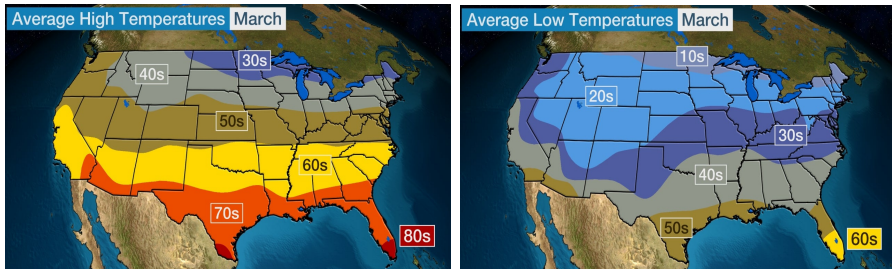 Average High Temperatures March
30s
40s
50s
60s
70s
80s
Average Low Temperatures March
10s
20s
30s
40s
50s
60s